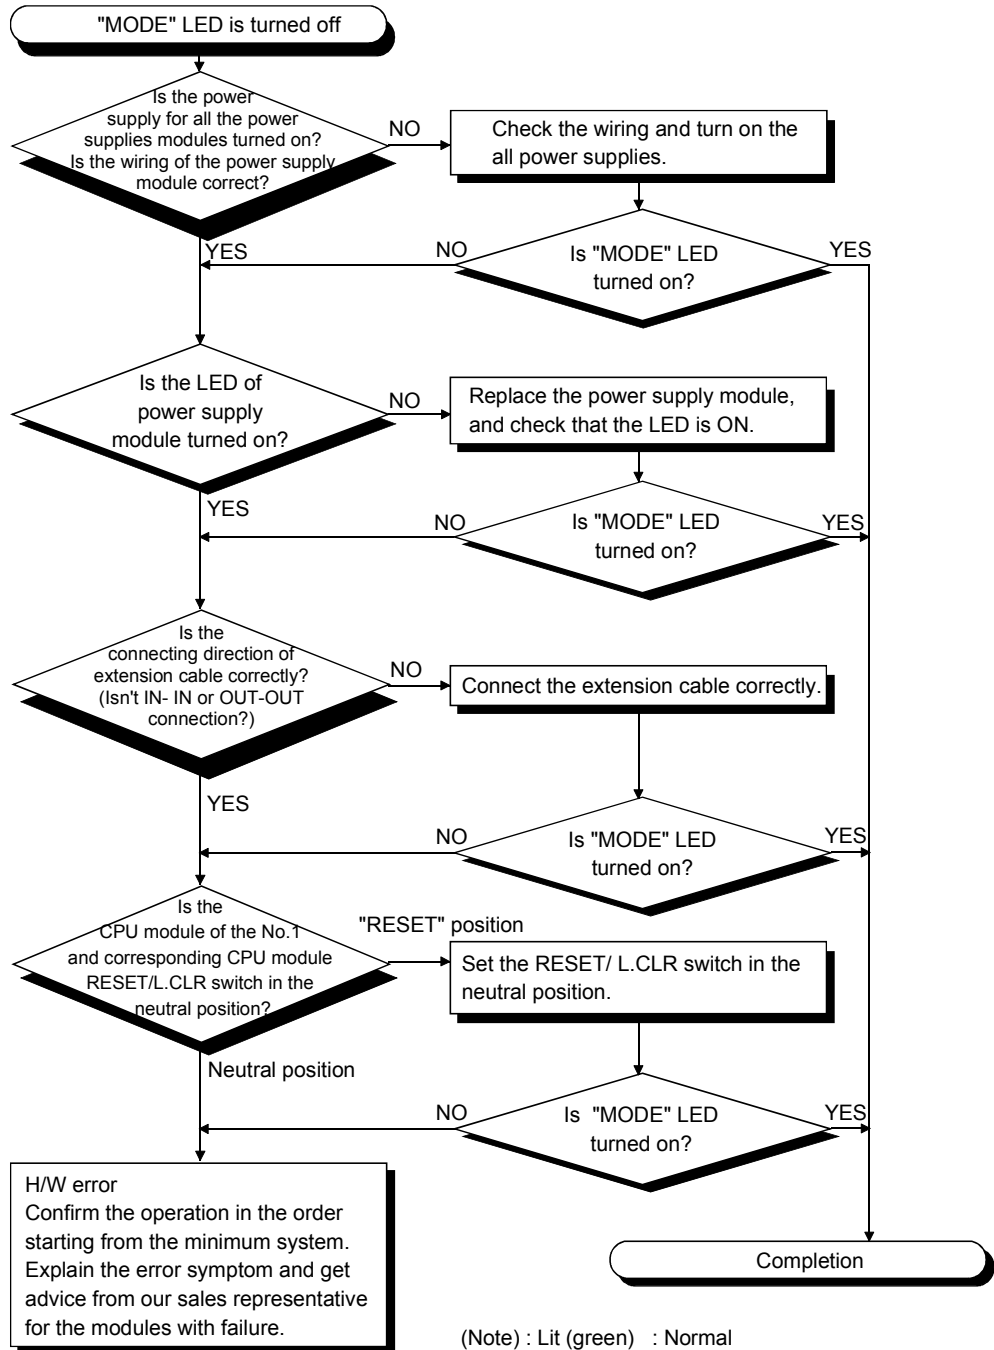 "MODE" LED is turned off
Is the power
supply for all the power
supplies modules turned on?
Is the wiring of the power supply
module correct?
NO
Check the wiring and turn on the
all power supplies.
YES
NO
Is "MODE" LED
turned on?
YES
Is the LED of
power supply
module turned on?
NO
Replace the power supply module,
and check that the LED is ON.
YES
NO
Is "MODE" LED
turned on?
YES
Is the
connecting direction of
extension cable correctly?
(Isn't IN- IN or OUT-OUT
connection?)
NO
Connect the extension cable correctly.
YES
NO
Is "MODE" LED
turned on?
YES
Is the
CPU module of the No.1
and corresponding CPU module
RESET/L.CLR switch in the
neutral position?
"RESET" position
Set the RESET/ L.CLR switch in the
neutral position.
Neutral position
NO
Is "MODE" LED
turned on?
YES
H/W error
Confirm the operation in the order
starting from the minimum system.
Explain the error symptom and get
advice from our sales representative
for the modules with failure.
Completion
(Note) : Lit (green) : Normal